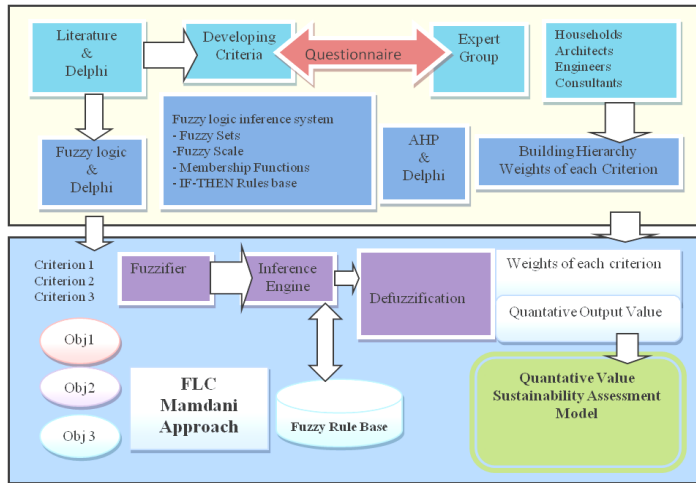 Literature
&
Delphi
Developing
Criteria
Questionnaire
Expert
Group
Households
Architects
Engineers
Consultants
Fuzzy logic
&
Delphi
Fuzzy logic inference system
- Fuzzy Sets
-Fuzzy Scale
- Membership Functions
- IF-THEN Rules base
AHP
&
Delphi
Building Hierarchy
Weights of each Criterion
Criterion 1
Criterion 2
Criterion 3
Fuzzifier
Inference
Engine
Defuzzification
Weights of each criterion
Quantative Output Value
Obj1
Obj2
Obj 3
FLC
Mamdani
Approach
Fuzzy Rule Base
Quantative Value
Sustainability Assessment
Model